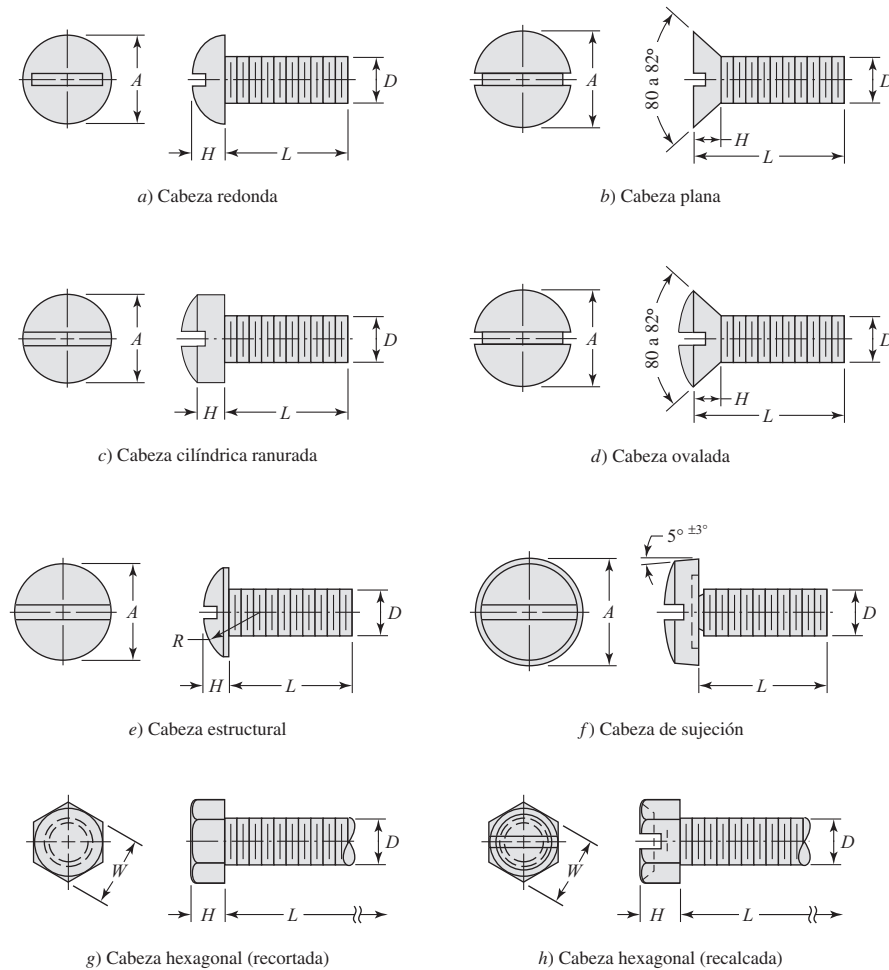 A
H
L
D
a) Cabeza redonda
A
80 a 82º
H
L
D
b) Cabeza plana
A
H
L
D
c) Cabeza cilíndrica ranurada
A
80 a 82º
H
L
D
d) Cabeza ovalada
A
R
H
L
D
e) Cabeza estructural
5° ±3°
A
L
D
f) Cabeza de sujeción
W
H
L
D
g) Cabeza hexagonal (recortada)
W
H
L
D
h) Cabeza hexagonal (recalcada)